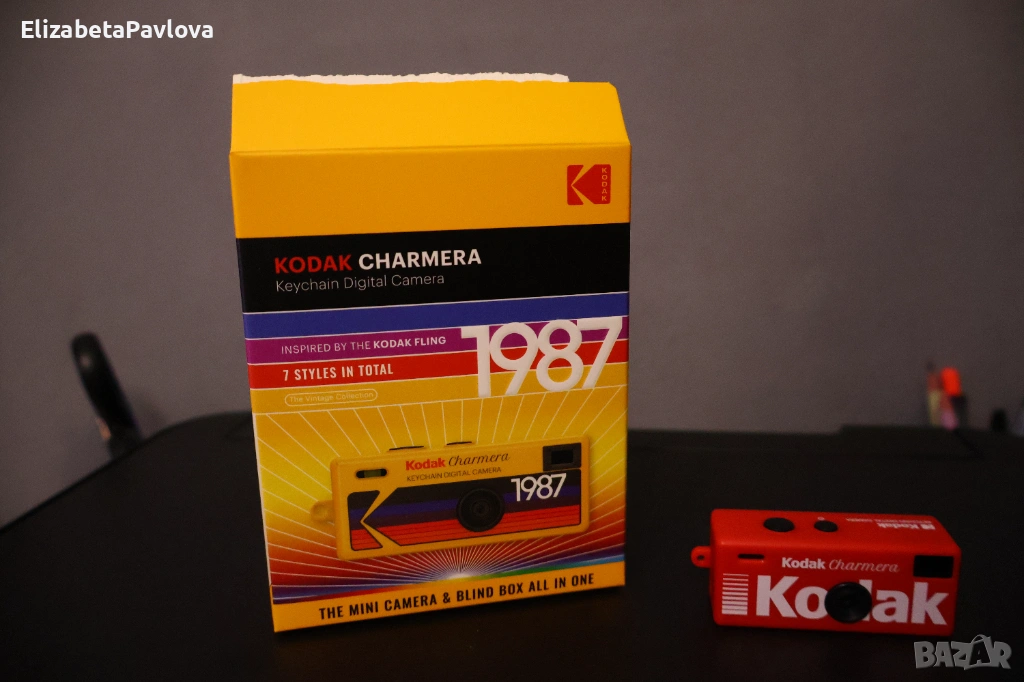 ElizabetaPavlova
KODAK
KODAK CHARMERA
Keychain Digital Camera
INSPIRED BY THE KODAK FLING
1987
7 STYLES IN TOTAL
The Vintage Collection
Kodak Charmera
KEYCHAIN DIGITAL CAMERA
1987
THE MINI CAMERA & BLIND BOX ALL IN ONE
Kodak
Kodak Charmera
Kodak
BAZAR